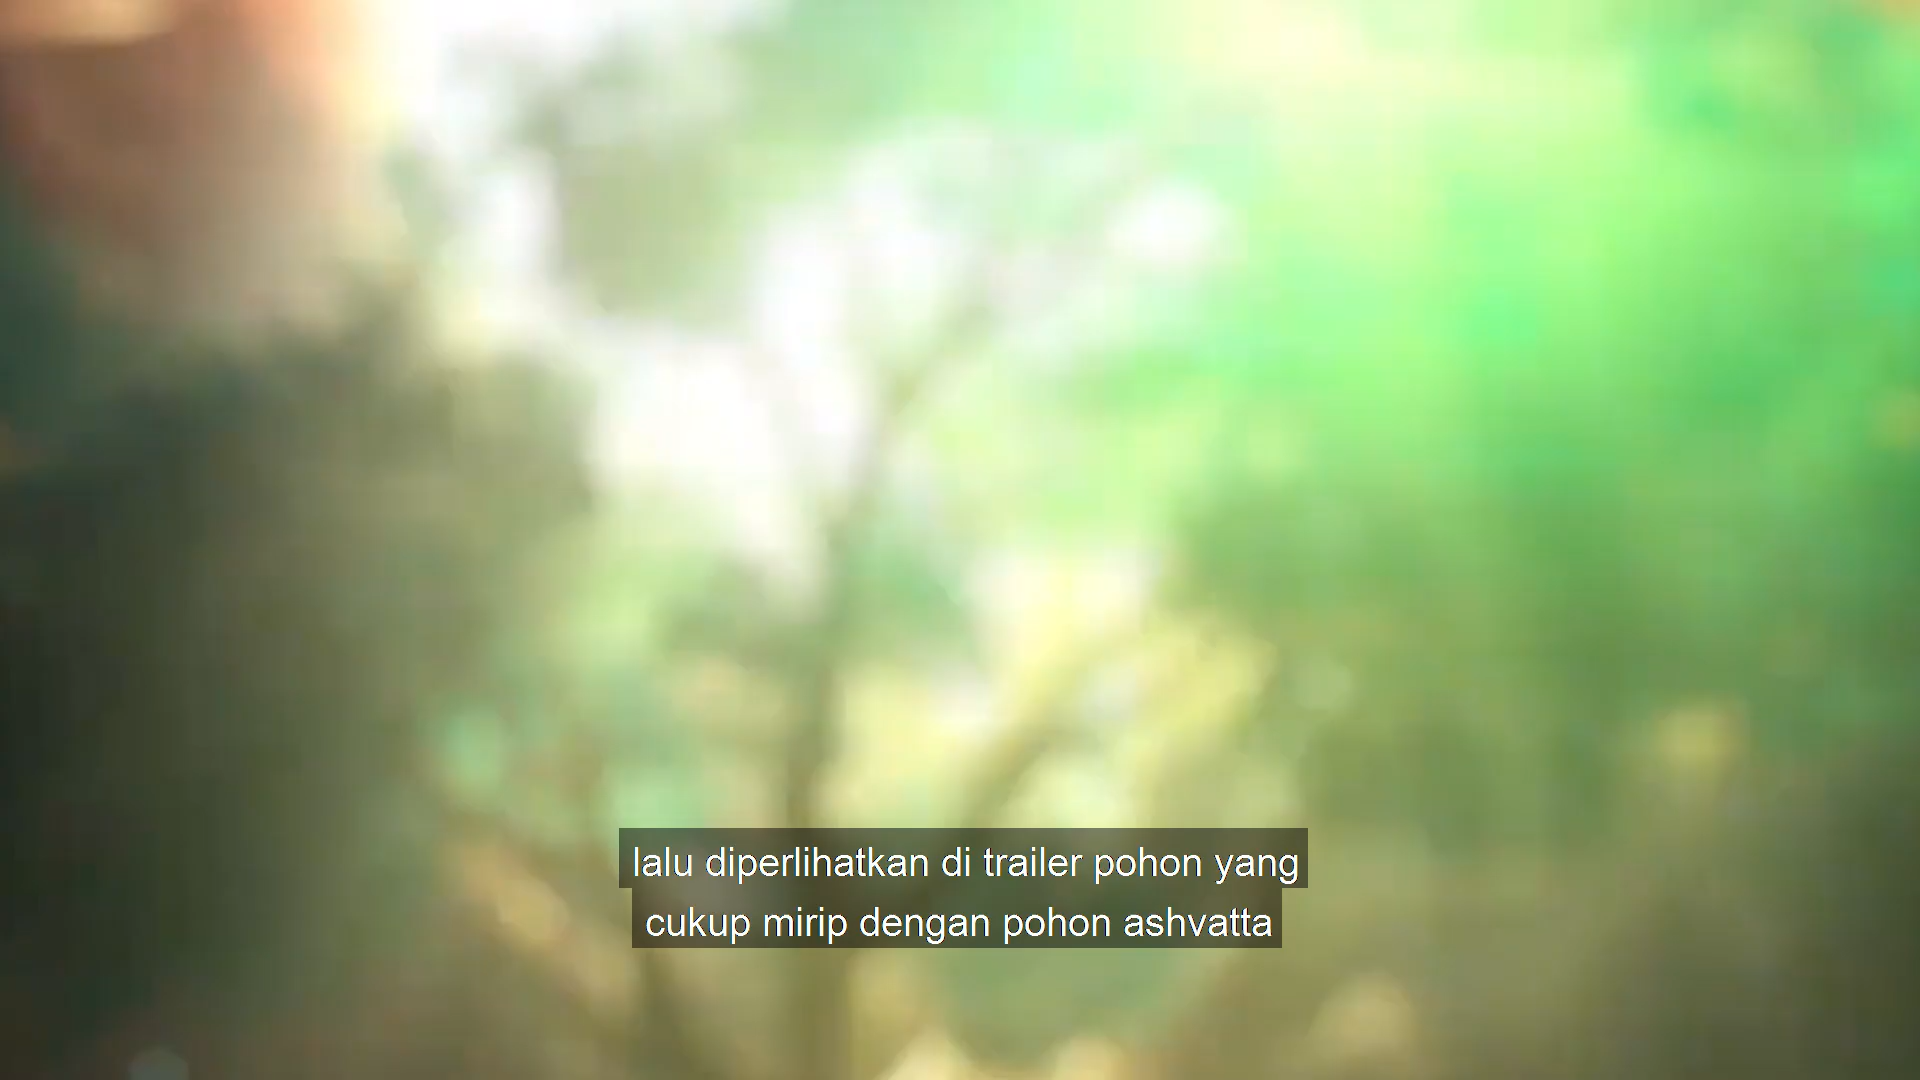 lalu diperlihatkan di trailer pohon yang
cukup mirip dengan pohon ashvatta